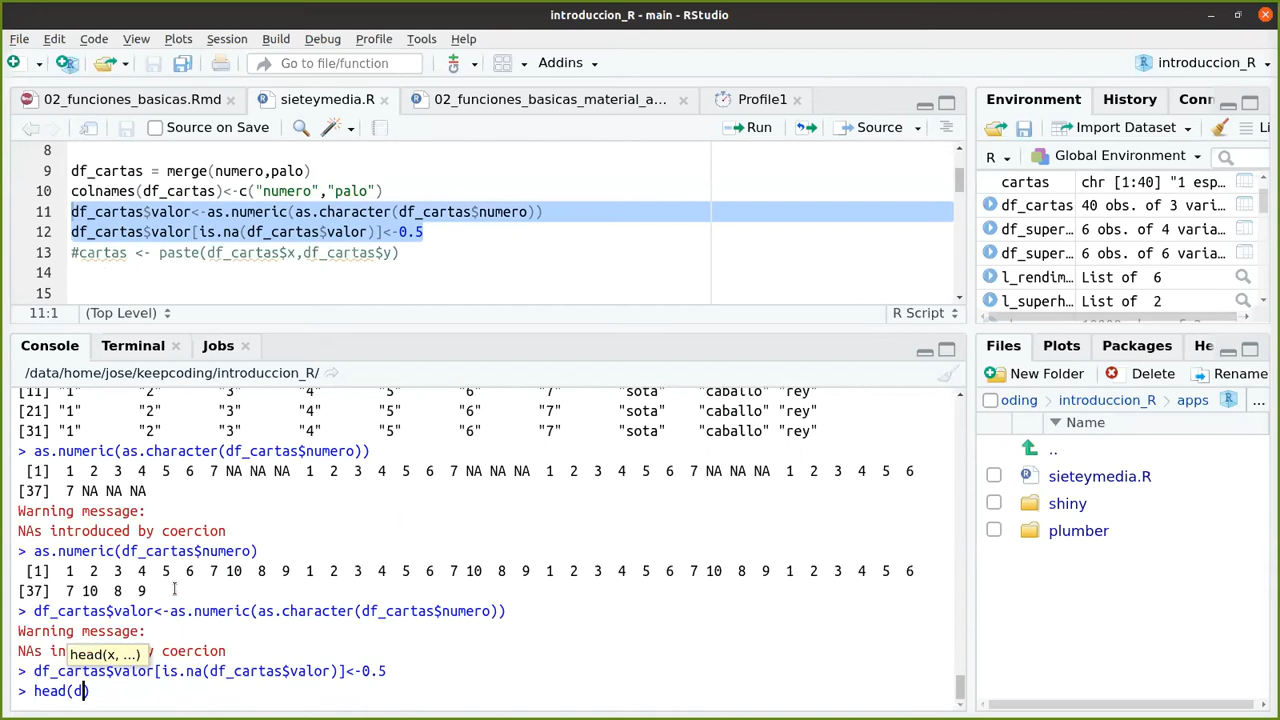 introduccion_R - main - RStudio
File Edit Code View Plots Session Build Debug Profile Tools Help
Go to file/function Addins introduccion_R
02_funciones_basicas.Rmd sieteymedia.R 02_funciones_basicas_material_a... Profile1
Source on Save Run Source
8
9 df_cartas = merge(numero,palo)
10 colnames(df_cartas)<-c("numero","palo")
11 df_cartas$valor<-as.numeric(as.character(df_cartas$numero))
12 df_cartas$valor[is.na(df_cartas$valor)]<-0.5
13 #cartas <- paste(df_cartas$x,df_cartas$y)
14
15
11:1 (Top Level) R Script
Console Terminal Jobs
/data/home/jose/keepcoding/introduccion_R/
[11] "1" "2" "3" "4" "5" "6" "7" "sota" "caballo" "rey"
[21] "1" "2" "3" "4" "5" "6" "7" "sota" "caballo" "rey"
[31] "1" "2" "3" "4" "5" "6" "7" "sota" "caballo" "rey"
> as.numeric(as.character(df_cartas$numero))
[1] 1 2 3 4 5 6 7 NA NA NA 1 2 3 4 5 6 7 NA NA NA 1 2 3 4 5 6 7 NA NA NA 1 2 3 4 5 6
[37] 7 NA NA NA
Warning message:
NAs introduced by coercion
> as.numeric(df_cartas$numero)
[1] 1 2 3 4 5 6 7 10 8 9 1 2 3 4 5 6 7 10 8 9 1 2 3 4 5 6 7 10 8 9 1 2 3 4 5 6
[37] 7 10 8 9
> df_cartas$valor<-as.numeric(as.character(df_cartas$numero))
Warning message:
NAs in y coercion
head(x, ...)
> df_cartas$valor[is.na(df_cartas$valor)]<-0.5
> head(d)
Environment History Conn
Import Dataset Li
R Global Environment
cartas chr [1:40] "1 esp…
df_cartas 40 obs. of 3 vari…
df_super… 6 obs. of 4 varia…
df_super… 6 obs. of 6 varia…
l_rendim… List of 6
l_superh… List of 2
Files Plots Packages He
New Folder Delete Rename
oding introduccion_R apps ...
Name
..
sieteymedia.R
shiny
plumber